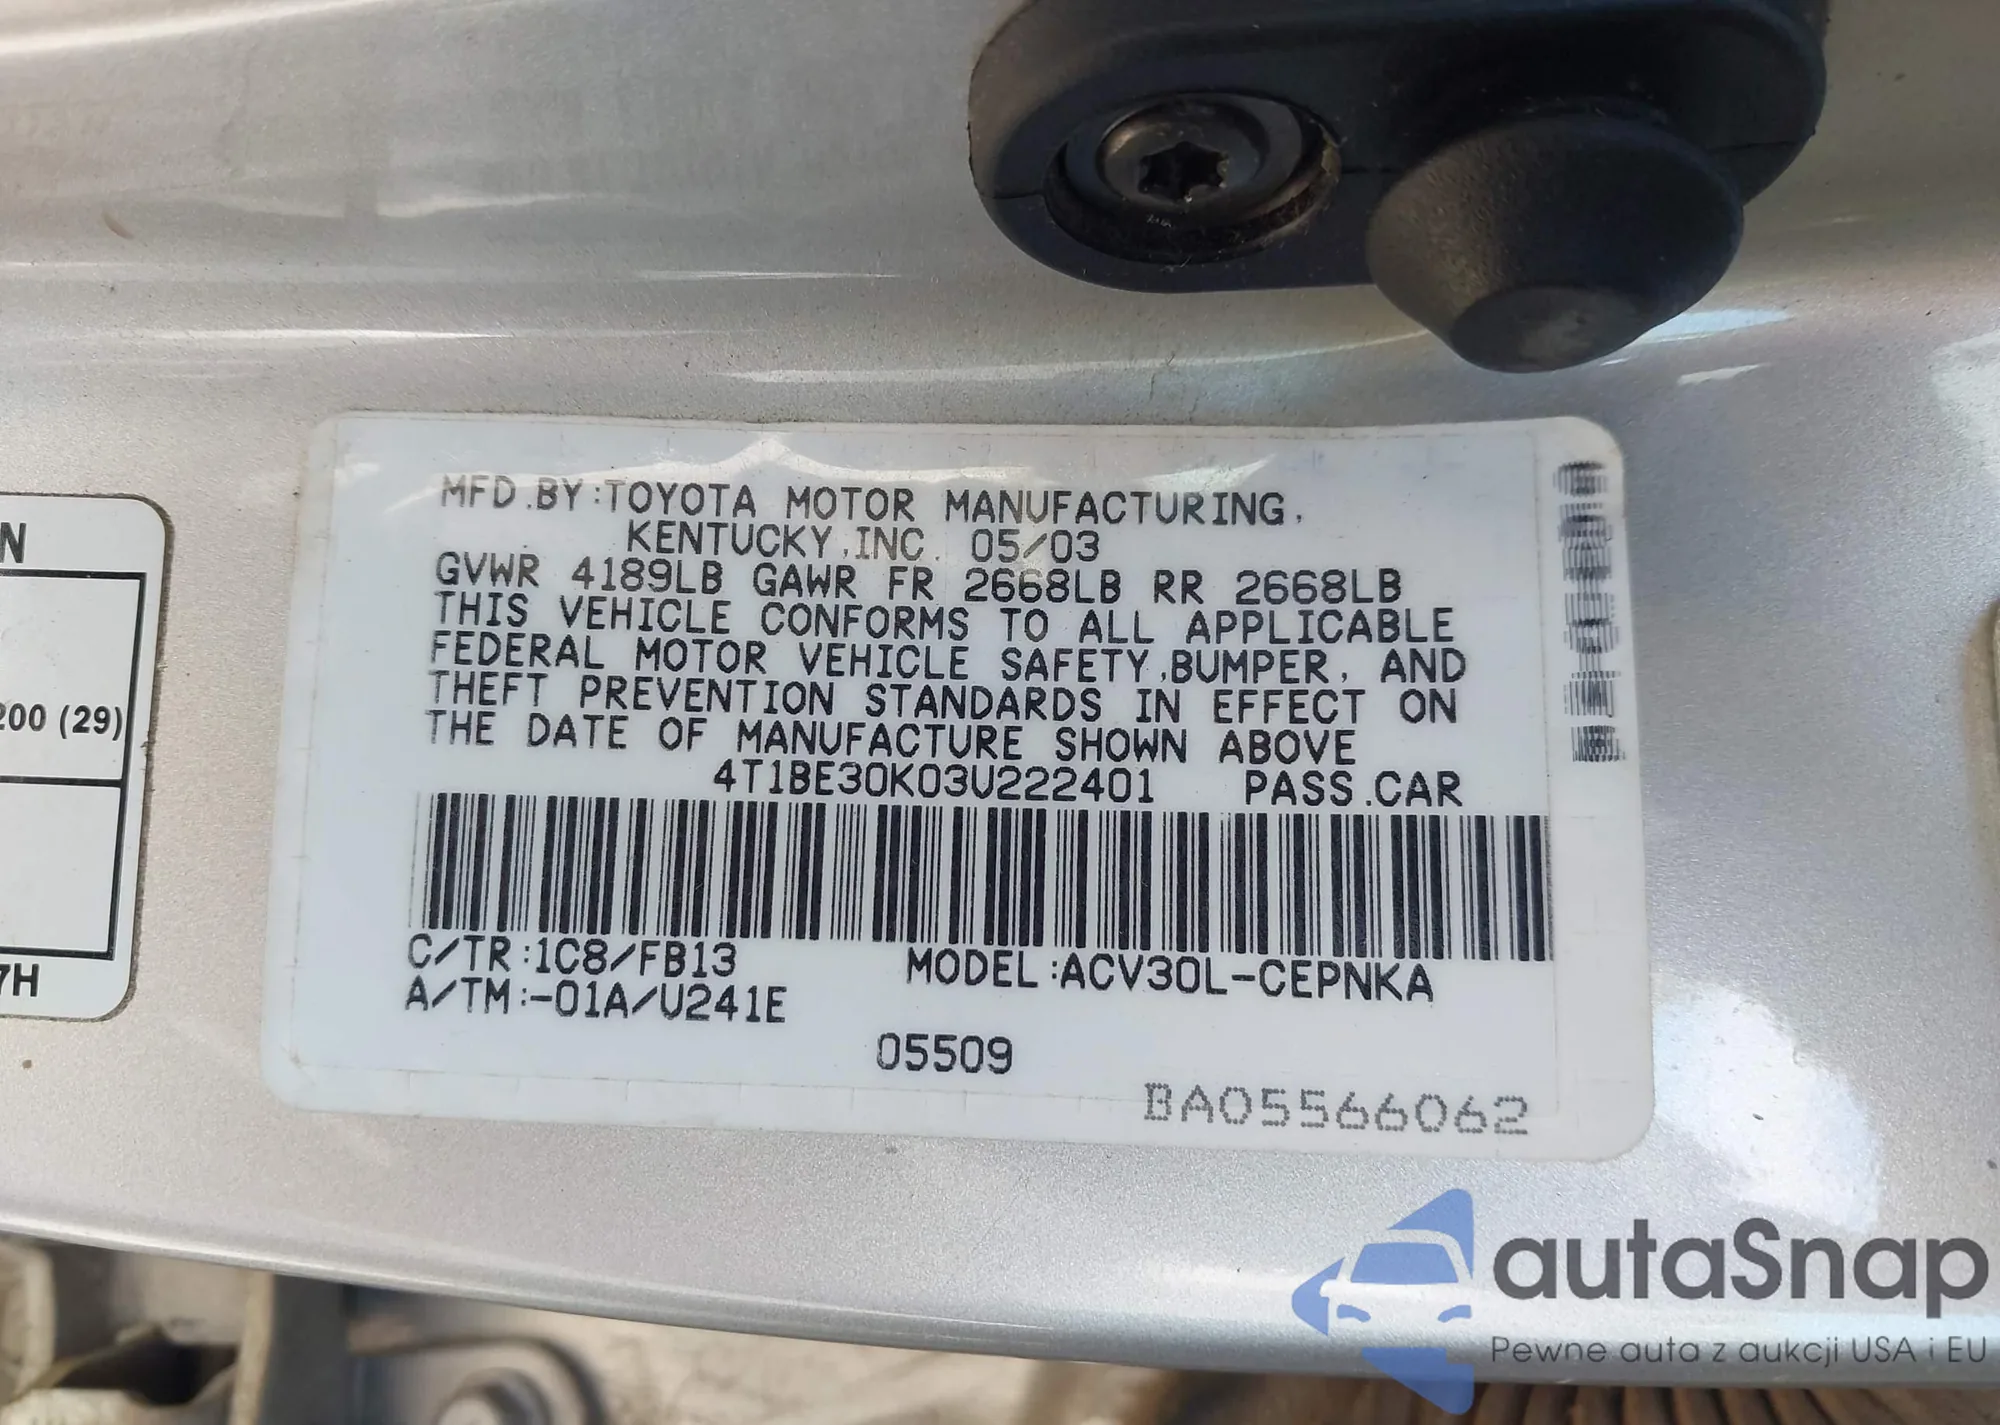 MFD.BY:TOYOTA MOTOR MANUFACTURING,
KENTUCKY,INC. 05/03
GVWR 4189LB GAWR FR 2668LB RR 2668LB
THIS VEHICLE CONFORMS TO ALL APPLICABLE
FEDERAL MOTOR VEHICLE SAFETY,BUMPER, AND
THEFT PREVENTION STANDARDS IN EFFECT ON
THE DATE OF MANUFACTURE SHOWN ABOVE
4T1BE30K03U222401 PASS.CAR
C/TR:1C8/FB13 MODEL:ACV30L-CEPNKA
A/TM:-01A/U241E
05509
BA05566062
N
200 (29)
7H
autaSnap
Pewne auta z aukcji USA i EU